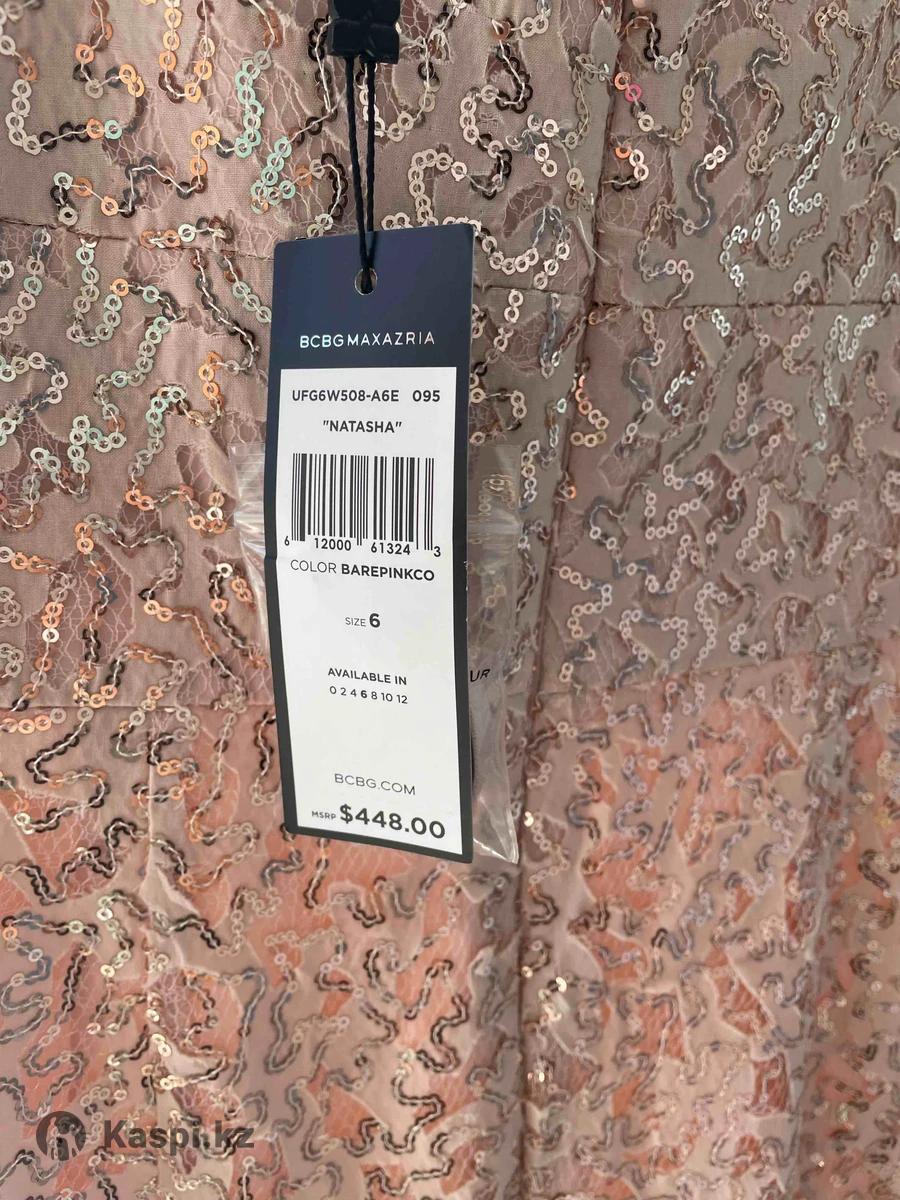 BCBGMAXAZRIA
UFG6W508-A6E 095
"NATASHA"
6 12000 61324 3
COLOR BAREPINKCO
SIZE 6
UR
AVAILABLE IN
0 2 4 6 8 10 12
BCBG.COM
MSRP $448.00
Kaspi.kz